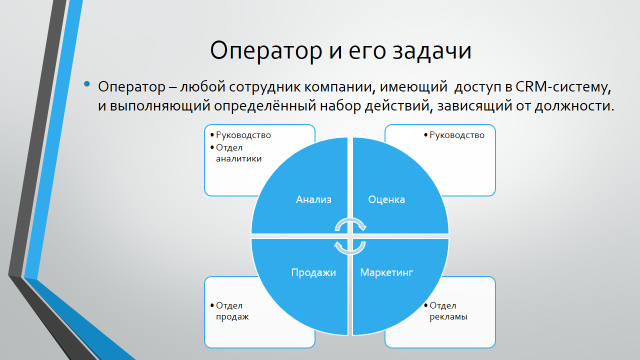 Оператор и его задачи
• Оператор – любой сотрудник компании, имеющий доступ в CRM-систему,
и выполняющий определённый набор действий, зависящий от должности.
• Руководство
• Отдел
аналитики
• Руководство
Анализ
Оценка
Продажи
Маркетинг
• Отдел
продаж
• Отдел
рекламы